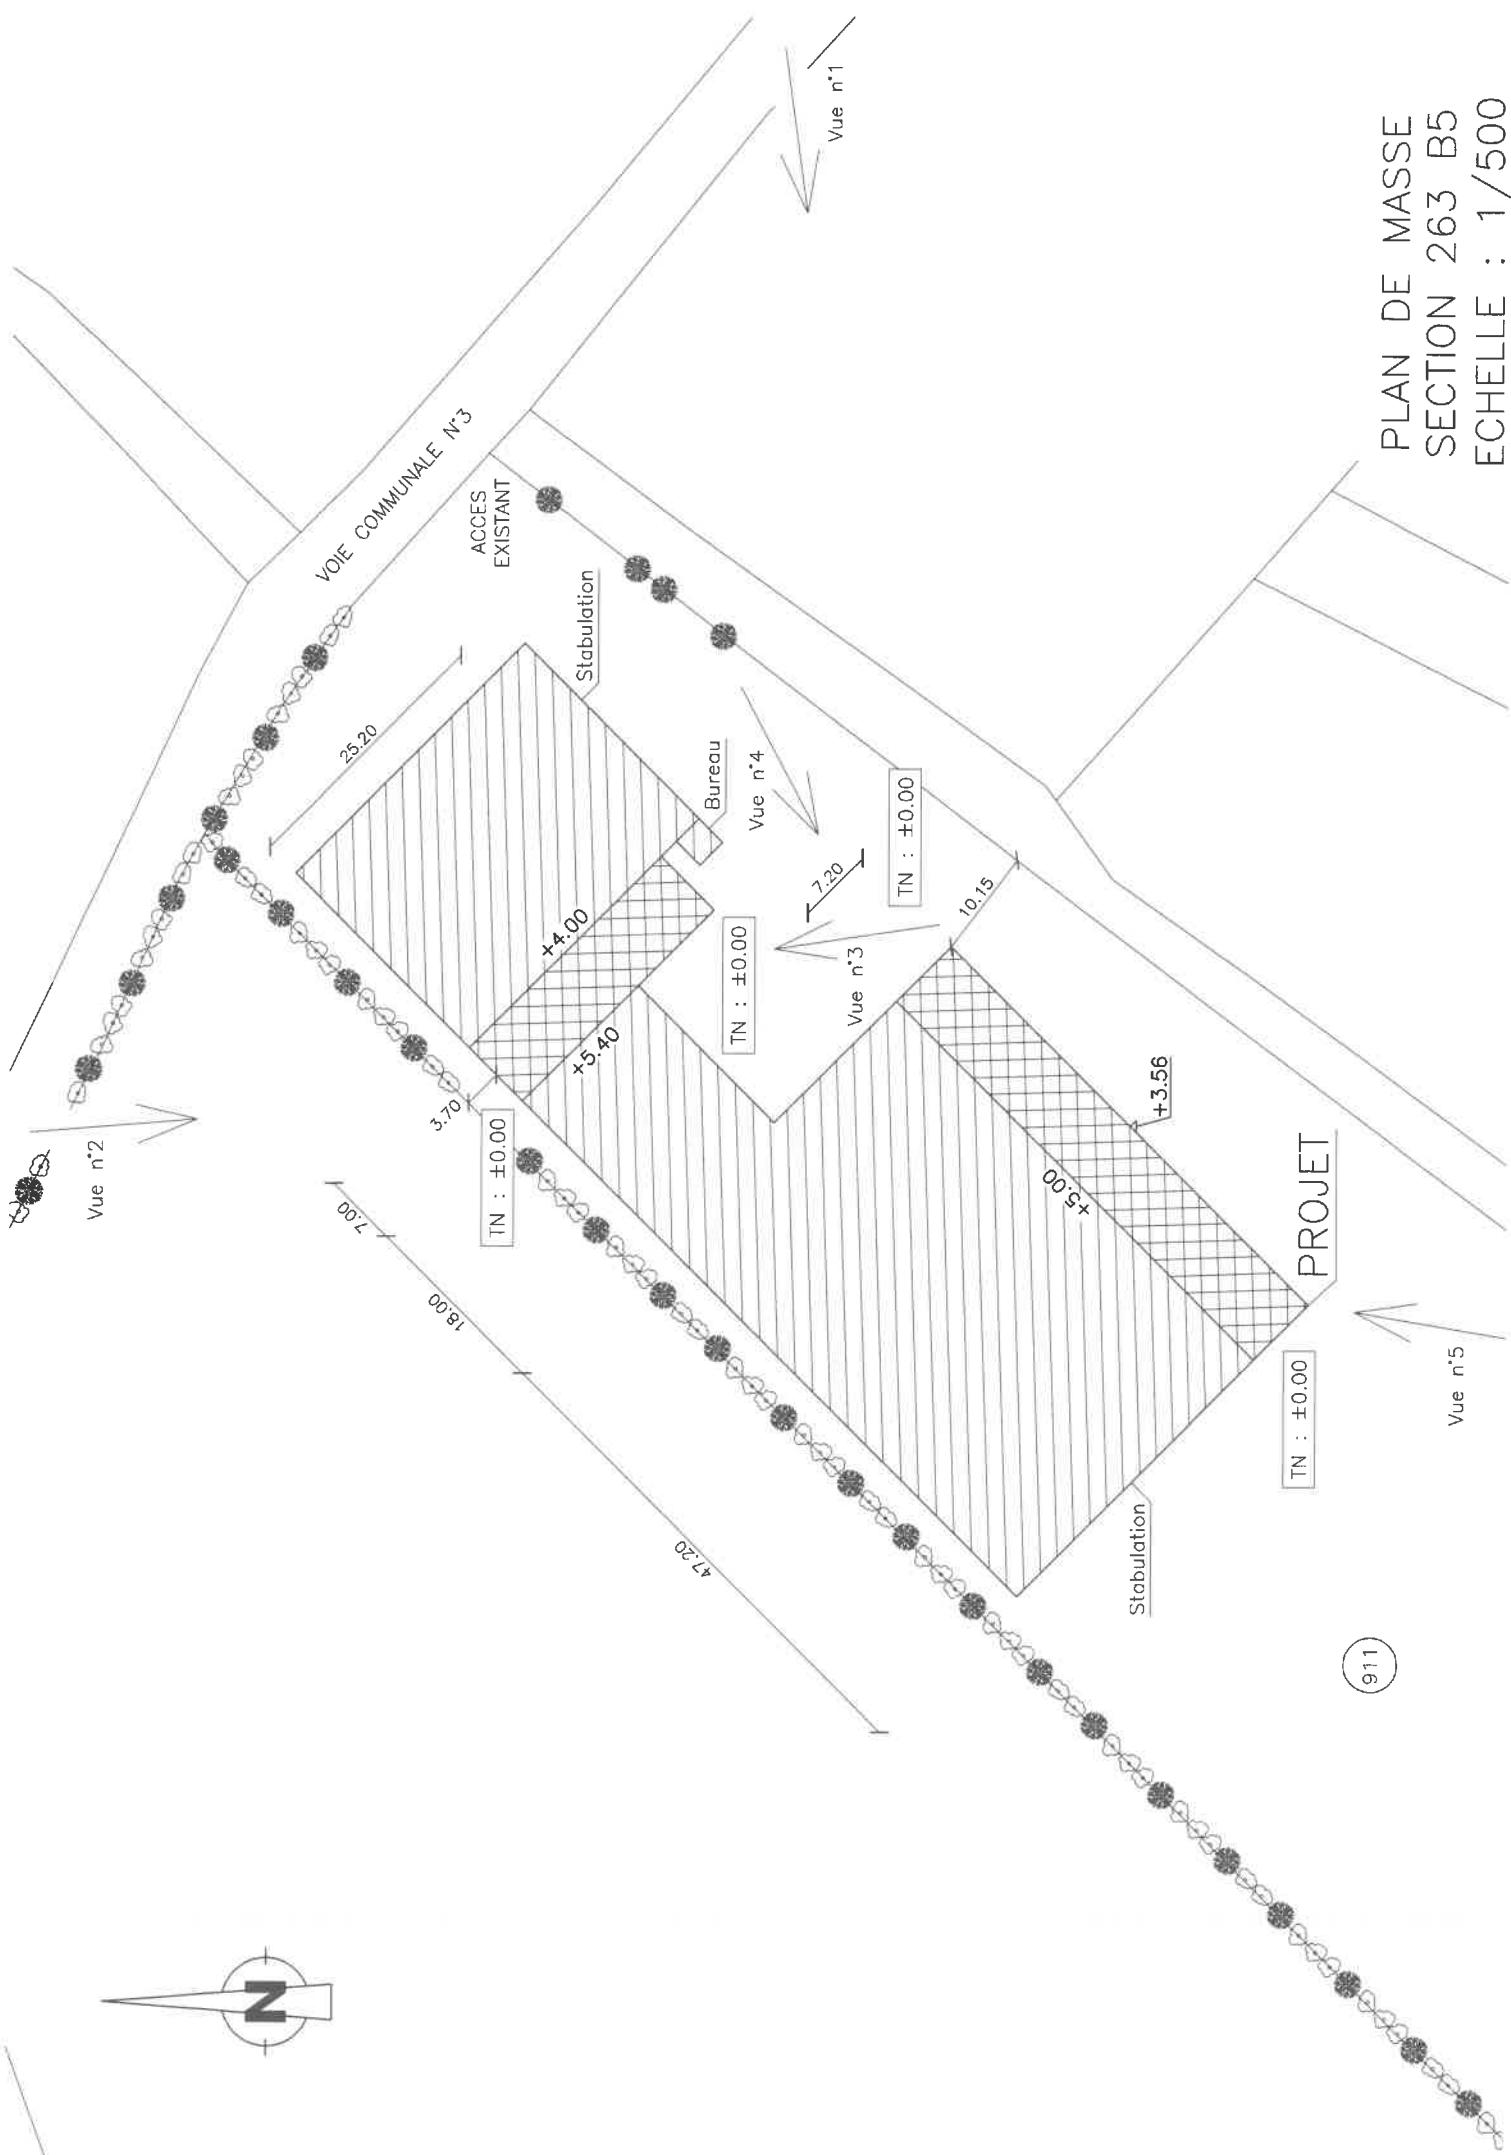 Vue n°1
VOIE COMMUNALE N°3
ACCES
EXISTANT
Stabulation
25.20
Bureau
Vue n°4
TN : ±0.00
7.20
10.15
+4.00
TN : ±0.00
Vue n°3
+5.40
3.70
TN : ±0.00
Vue n°2
7.00
18.00
47.20
+3.56
+5.00
PROJET
TN : ±0.00
Vue n°5
Stabulation
911
N
PLAN DE MASSE
SECTION 263 B5
ECHELLE : 1/500